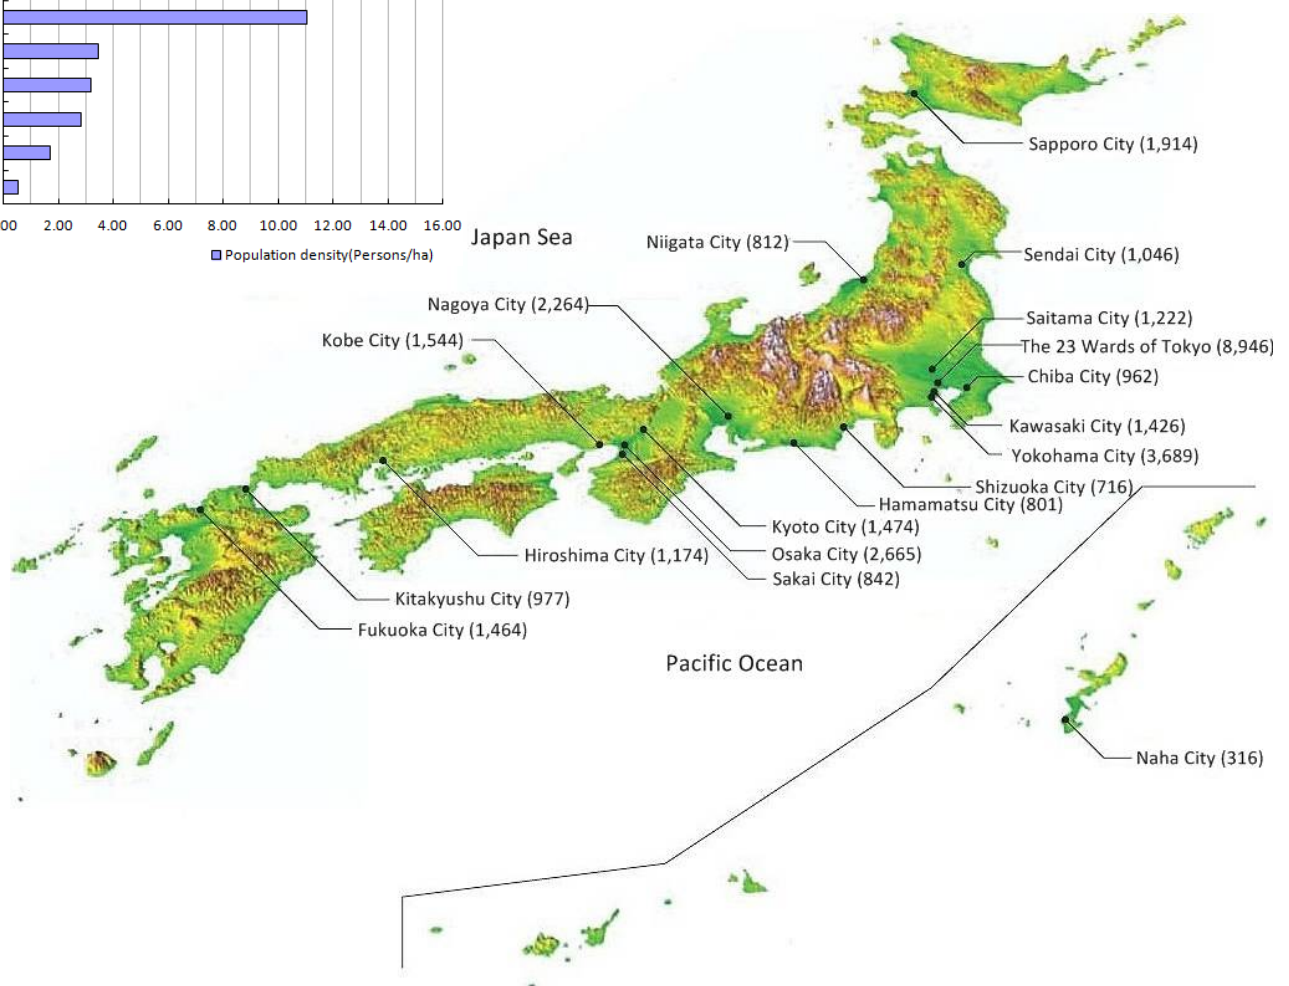 00 2.00 4.00 6.00 8.00 10.00 12.00 14.00 16.00
Population density(Persons/ha)
Japan Sea
Sapporo City (1,914)
Niigata City (812)
Sendai City (1,046)
Nagoya City (2,264)
Saitama City (1,222)
Kobe City (1,544)
The 23 Wards of Tokyo (8,946)
Chiba City (962)
Kawasaki City (1,426)
Yokohama City (3,689)
Shizuoka City (716)
Hamamatsu City (801)
Kyoto City (1,474)
Osaka City (2,665)
Hiroshima City (1,174)
Sakai City (842)
Kitakyushu City (977)
Fukuoka City (1,464)
Pacific Ocean
Naha City (316)